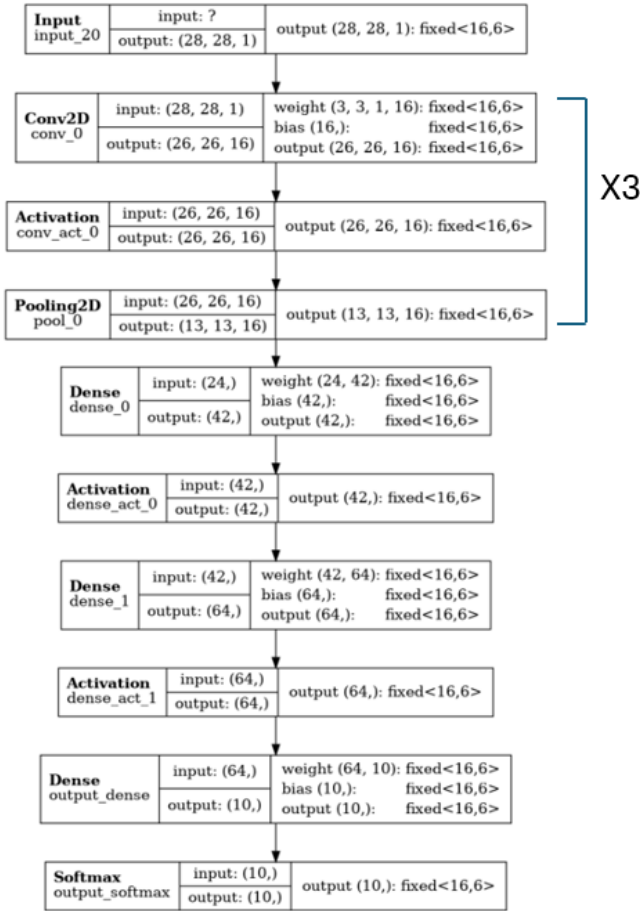 Input
input_20
input: ?
output: (28, 28, 1)
output (28, 28, 1): fixed<16,6>
Conv2D
conv_0
input: (28, 28, 1)
output: (26, 26, 16)
weight (3, 3, 1, 16): fixed<16,6>
bias (16,): fixed<16,6>
output (26, 26, 16): fixed<16,6>
X3
Activation
conv_act_0
input: (26, 26, 16)
output: (26, 26, 16)
output (26, 26, 16): fixed<16,6>
Pooling2D
pool_0
input: (26, 26, 16)
output: (13, 13, 16)
output (13, 13, 16): fixed<16,6>
Dense
dense_0
input: (24,)
output: (42,)
weight (24, 42): fixed<16,6>
bias (42,): fixed<16,6>
output (42,): fixed<16,6>
Activation
dense_act_0
input: (42,)
output: (42,)
output (42,): fixed<16,6>
Dense
dense_1
input: (42,)
output: (64,)
weight (42, 64): fixed<16,6>
bias (64,): fixed<16,6>
output (64,): fixed<16,6>
Activation
dense_act_1
input: (64,)
output: (64,)
output (64,): fixed<16,6>
Dense
output_dense
input: (64,)
output: (10,)
weight (64, 10): fixed<16,6>
bias (10,): fixed<16,6>
output (10,): fixed<16,6>
Softmax
output_softmax
input: (10,)
output: (10,)
output (10,): fixed<16,6>